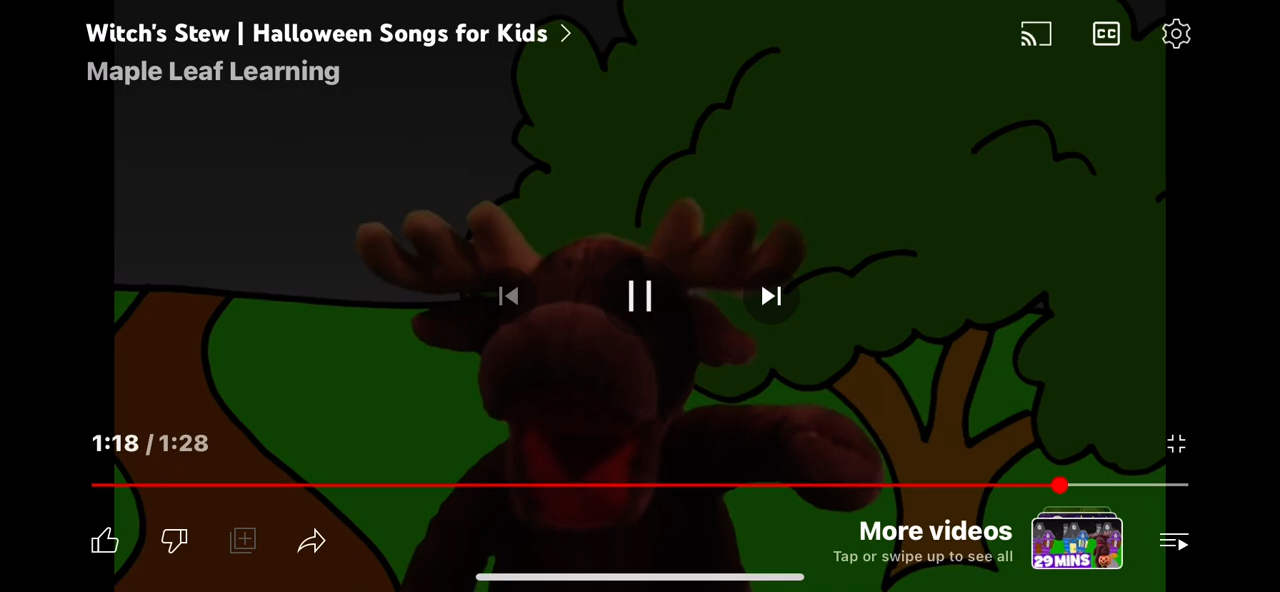 Witch's Stew | Halloween Songs for Kids
Maple Leaf Learning
CC
1:18 / 1:28
More videos
Tap or swipe up to see all
29 MINS